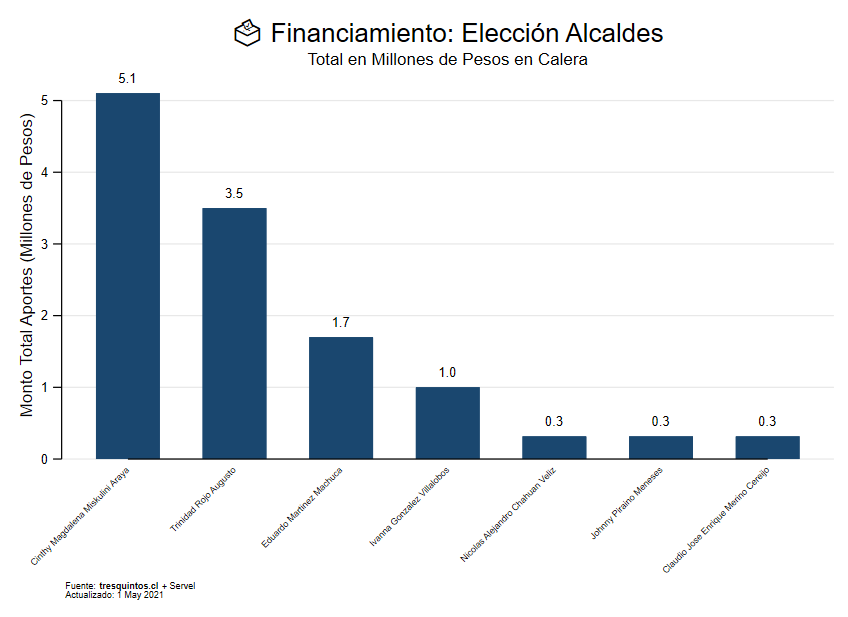 Financiamiento: Elección Alcaldes
Total en Millones de Pesos en Calera
Monto Total Aportes (Millones de Pesos)
5
4
3
2
1
0
5.1
3.5
1.7
1.0
0.3
0.3
0.3
Cinthy Magdalena Miskulini Araya
Trinidad Rojo Augusto
Eduardo Martinez Machuca
Ivanna Gonzalez Villalobos
Nicolas Alejandro Chahuan Veliz
Johnny Piraino Meneses
Claudio Jose Enrique Merino Cereijo
Fuente: tresquintos.cl + Servel
Actualizado: 1 May 2021